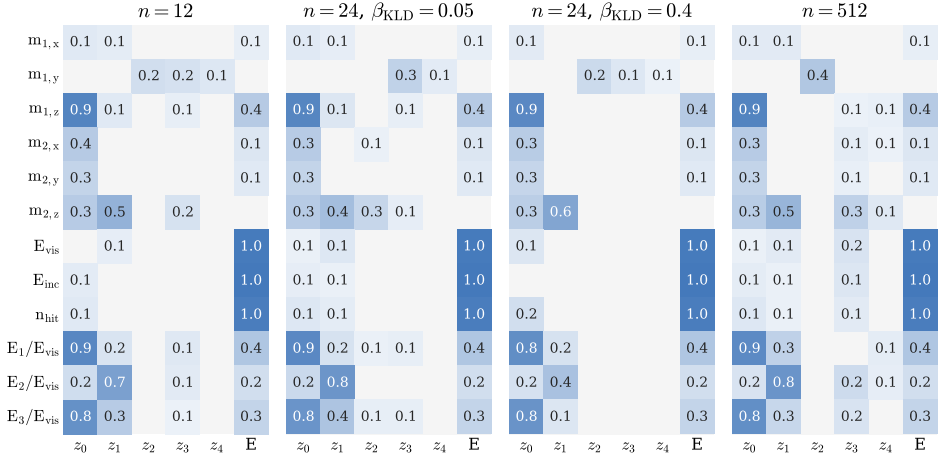 n = 12 n = 24, β_KLD = 0.05 n = 24, β_KLD = 0.4 n = 512
m_1,x 0.1 0.1 0.1 0.1 0.1 0.1 0.1 0.1 0.1 0.1 0.1
m_1,y 0.2 0.2 0.1 0.3 0.1 0.2 0.1 0.1 0.4
m_1,z 0.9 0.1 0.1 0.4 0.9 0.1 0.1 0.4 0.9 0.4 0.9 0.1 0.1 0.4
m_2,x 0.4 0.1 0.3 0.1 0.1 0.3 0.1 0.3 0.1 0.1 0.1
m_2,y 0.3 0.1 0.3 0.1 0.3 0.1 0.3 0.1 0.1
m_2,z 0.3 0.5 0.2 0.3 0.4 0.3 0.1 0.3 0.6 0.3 0.5 0.3 0.1
E_vis 0.1 1.0 0.1 0.1 1.0 0.1 1.0 0.1 0.1 0.2 1.0
E_inc 0.1 1.0 0.1 0.1 1.0 1.0 0.1 0.1 0.1 1.0
n_hit 0.1 1.0 0.1 0.1 1.0 0.2 1.0 0.1 0.1 0.1 1.0
E_1/E_vis 0.9 0.2 0.1 0.4 0.9 0.2 0.1 0.1 0.4 0.8 0.2 0.4 0.9 0.3 0.1 0.4
E_2/E_vis 0.2 0.7 0.1 0.2 0.2 0.8 0.2 0.2 0.4 0.2 0.2 0.8 0.2 0.1 0.2
E_3/E_vis 0.8 0.3 0.1 0.3 0.8 0.4 0.1 0.1 0.3 0.8 0.1 0.3 0.8 0.3 0.2 0.3
z_0 z_1 z_2 z_3 z_4 E z_0 z_1 z_2 z_3 z_4 E z_0 z_1 z_2 z_3 z_4 E z_0 z_1 z_2 z_3 z_4 E